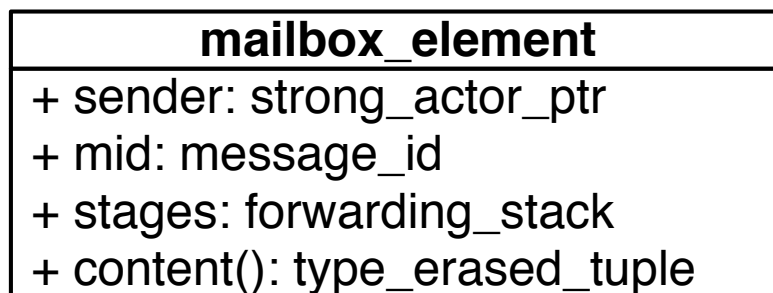 mailbox_element
+ sender: strong_actor_ptr
+ mid: message_id
+ stages: forwarding_stack
+ content(): type_erased_tuple